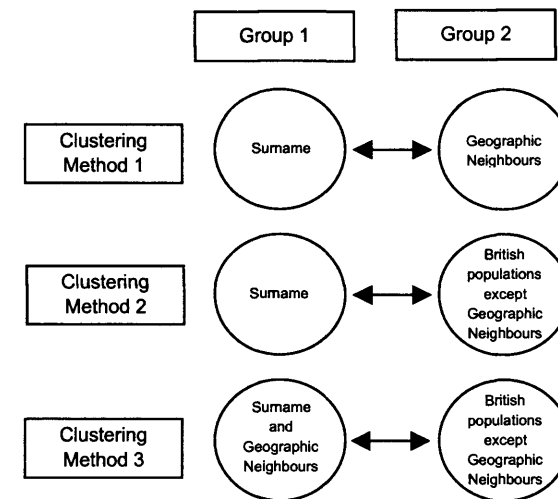 Group 1
Group 2
Clustering
Method 1
Surname
Geographic
Neighbours
Clustering
Method 2
Surname
British
populations
except
Geographic
Neighbours
Clustering
Method 3
Surname
and
Geographic
Neighbours
British
populations
except
Geographic
Neighbours